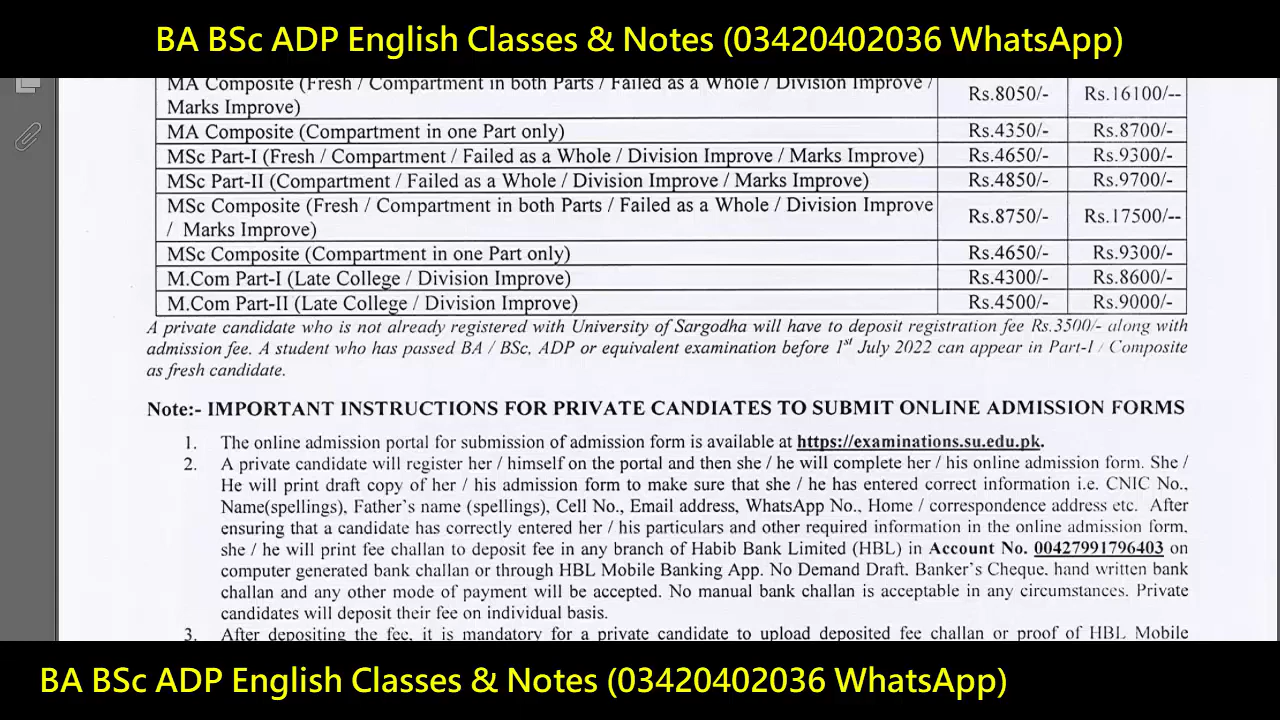 BA BSc ADP English Classes & Notes (03420402036 WhatsApp)
MA Composite (Fresh / Compartment in both Parts / Failed as a Whole / Division Improve / Marks Improve) Rs.8050/- Rs.16100/--
MA Composite (Compartment in one Part only) Rs.4350/- Rs.8700/-
MSc Part-I (Fresh / Compartment / Failed as a Whole / Division Improve / Marks Improve) Rs.4650/- Rs.9300/-
MSc Part-II (Compartment / Failed as a Whole / Division Improve / Marks Improve) Rs.4850/- Rs.9700/-
MSc Composite (Fresh / Compartment in both Parts / Failed as a Whole / Division Improve / Marks Improve) Rs.8750/- Rs.17500/--
MSc Composite (Compartment in one Part only) Rs.4650/- Rs.9300/-
M.Com Part-I (Late College / Division Improve) Rs.4300/- Rs.8600/-
M.Com Part-II (Late College / Division Improve) Rs.4500/- Rs.9000/-
A private candidate who is not already registered with University of Sargodha will have to deposit registration fee Rs.3500/- along with
admission fee. A student who has passed BA / BSc, ADP or equivalent examination before 1st July 2022 can appear in Part-I / Composite
as fresh candidate.
Note:- IMPORTANT INSTRUCTIONS FOR PRIVATE CANDIATES TO SUBMIT ONLINE ADMISSION FORMS
1. The online admission portal for submission of admission form is available at https://examinations.su.edu.pk.
2. A private candidate will register her / himself on the portal and then she / he will complete her / his online admission form. She /
He will print draft copy of her / his admission form to make sure that she / he has entered correct information i.e. CNIC No.,
Name(spellings), Father's name (spellings), Cell No., Email address, WhatsApp No., Home / correspondence address etc. After
ensuring that a candidate has correctly entered her / his particulars and other required information in the online admission form,
she / he will print fee challan to deposit fee in any branch of Habib Bank Limited (HBL) in Account No. 00427991796403 on
computer generated bank challan or through HBL Mobile Banking App. No Demand Draft, Banker's Cheque, hand written bank
challan and any other mode of payment will be accepted. No manual bank challan is acceptable in any circumstances. Private
candidates will deposit their fee on individual basis.
3. After depositing the fee, it is mandatory for a private candidate to upload deposited fee challan or proof of HBL Mobile
BA BSc ADP English Classes & Notes (03420402036 WhatsApp)